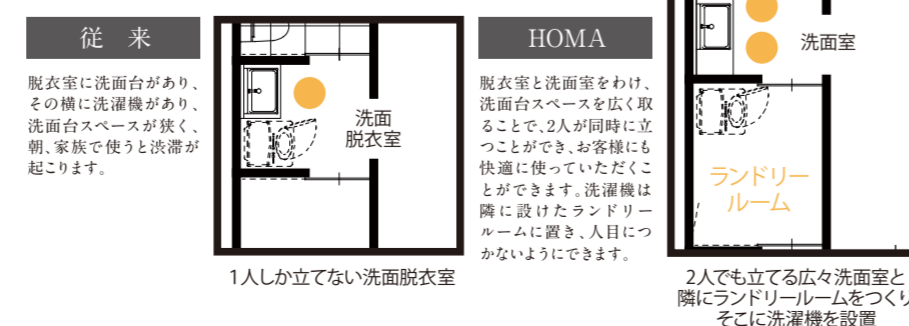 従来
脱衣室に洗面台があり、
その横に洗濯機があり、
洗面台スペースが狭く、
朝、家族で使うと渋滞が
起こります。
洗面
脱衣室
1人しか立てない洗面脱衣室
HOMA
脱衣室と洗面室をわけ、
洗面台スペースを広く取
ることで、2人が同時に立
つことができ、お客様にも
快適に使っていただくこ
とができます。洗濯機は
隣に設けたランドリー
ルームに置き、人目につ
かないようにできます。
洗面室
ランドリー
ルーム
2人でも立てる広々洗面室と
隣にランドリールームをつくり
そこに洗濯機を設置